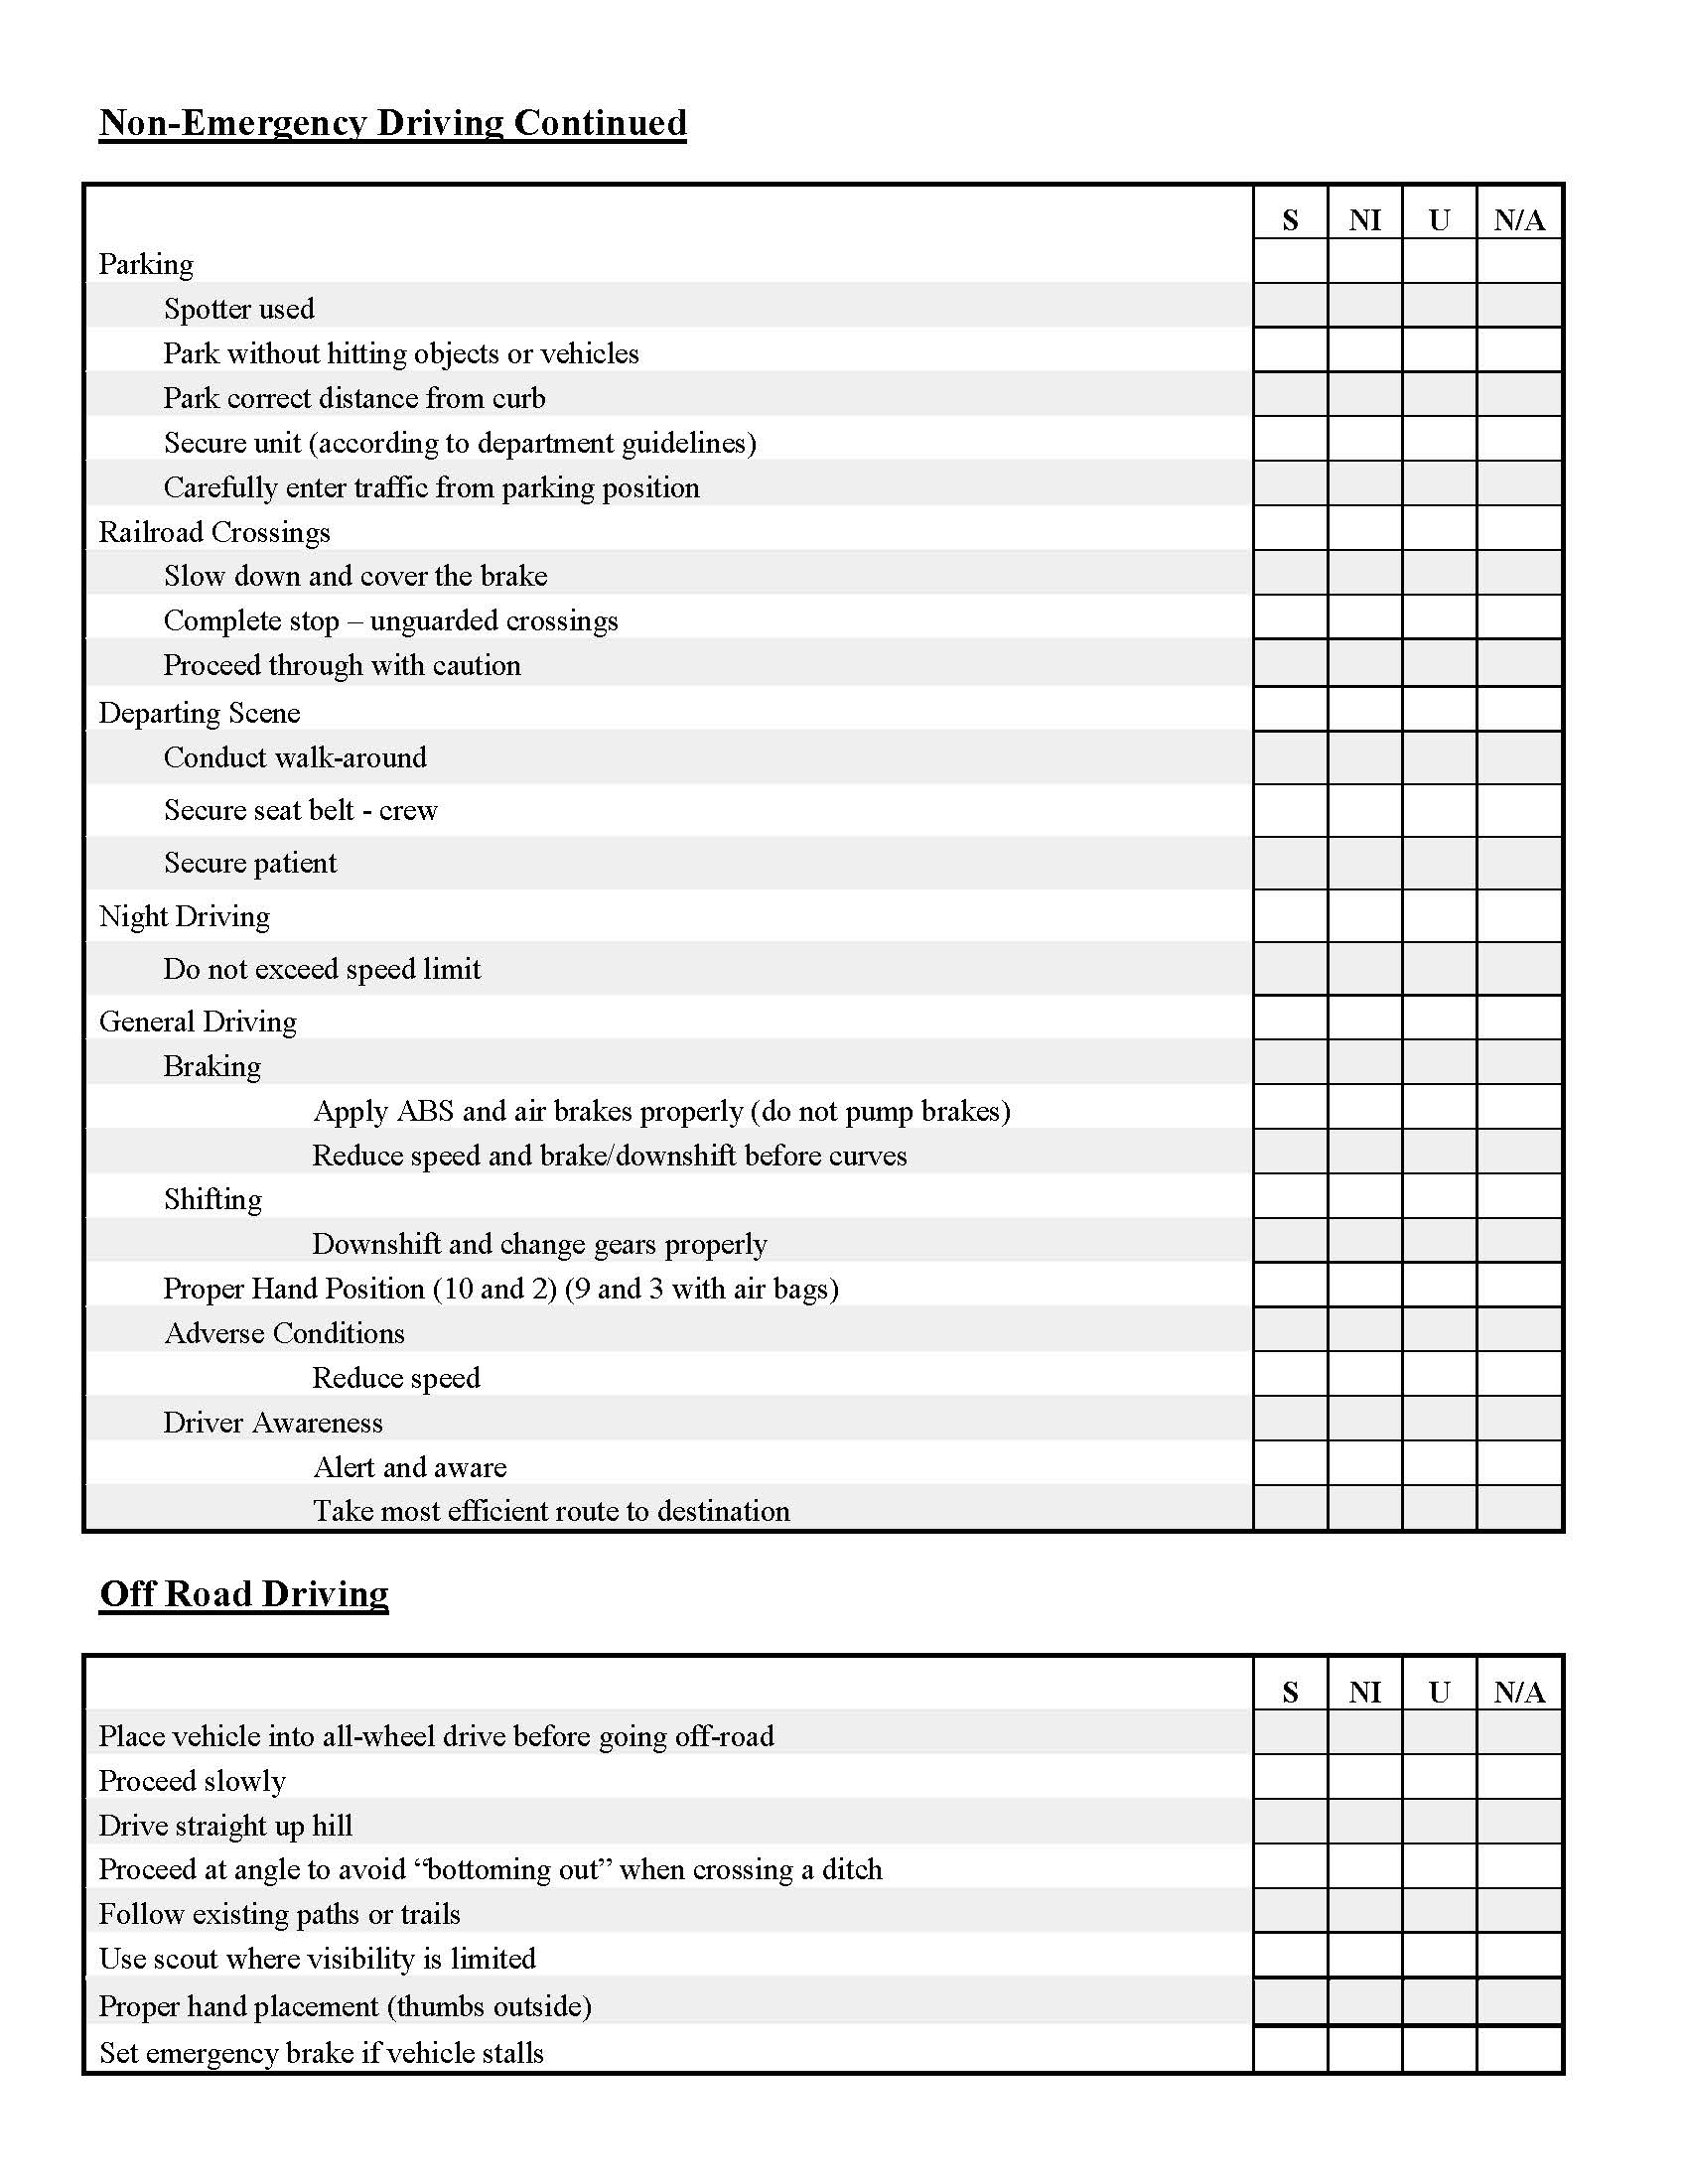 Non-Emergency Driving Continued
S NI U N/A
Parking
Spotter used
Park without hitting objects or vehicles
Park correct distance from curb
Secure unit (according to department guidelines)
Carefully enter traffic from parking position
Railroad Crossings
Slow down and cover the brake
Complete stop – unguarded crossings
Proceed through with caution
Departing Scene
Conduct walk-around
Secure seat belt - crew
Secure patient
Night Driving
Do not exceed speed limit
General Driving
Braking
Apply ABS and air brakes properly (do not pump brakes)
Reduce speed and brake/downshift before curves
Shifting
Downshift and change gears properly
Proper Hand Position (10 and 2) (9 and 3 with air bags)
Adverse Conditions
Reduce speed
Driver Awareness
Alert and aware
Take most efficient route to destination
Off Road Driving
S NI U N/A
Place vehicle into all-wheel drive before going off-road
Proceed slowly
Drive straight up hill
Proceed at angle to avoid “bottoming out” when crossing a ditch
Follow existing paths or trails
Use scout where visibility is limited
Proper hand placement (thumbs outside)
Set emergency brake if vehicle stalls